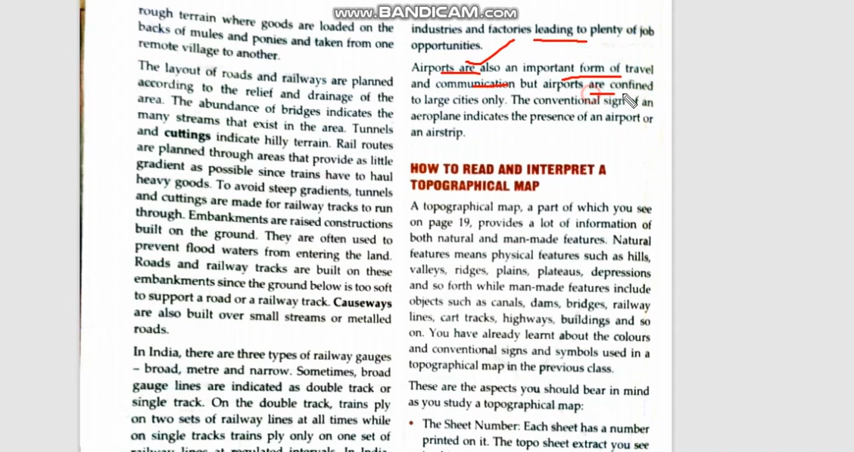 www.BANDICAM.com
rough terrain where goods are loaded on the
backs of mules and ponies and taken from one
remote village to another.
The layout of roads and railways are planned
according to the relief and drainage of the
area. The abundance of bridges indicates the
many streams that exist in the area. Tunnels
and cuttings indicate hilly terrain. Rail routes
are planned through areas that provide as little
gradient as possible since trains have to haul
heavy goods. To avoid steep gradients, tunnels
and cuttings are made for railway tracks to run
through. Embankments are raised constructions
built on the ground. They are often used to
prevent flood waters from entering the land.
Roads and railway tracks are built on these
embankments since the ground below is too soft
to support a road or a railway track. Causeways
are also built over small streams or metalled
roads.
In India, there are three types of railway gauges
– broad, metre and narrow. Sometimes, broad
gauge lines are indicated as double track or
single track. On the double track, trains ply
on two sets of railway lines at all times while
on single tracks trains ply only on one set of
railway lines at regulated intervals. In India,
industries and factories leading to plenty of job
opportunities.
Airports are also an important form of travel
and communication but airports are confined
to large cities only. The conventional sign of an
aeroplane indicates the presence of an airport or
an airstrip.
HOW TO READ AND INTERPRET A
TOPOGRAPHICAL MAP
A topographical map, a part of which you see
on page 19, provides a lot of information of
both natural and man-made features. Natural
features means physical features such as hills,
valleys, ridges, plains, plateaus, depressions
and so forth while man-made features include
objects such as canals, dams, bridges, railway
lines, cart tracks, highways, buildings and so
on. You have already learnt about the colours
and conventional signs and symbols used in a
topographical map in the previous class.
These are the aspects you should bear in mind
as you study a topographical map:
• The Sheet Number: Each sheet has a number
printed on it. The topo sheet extract you see